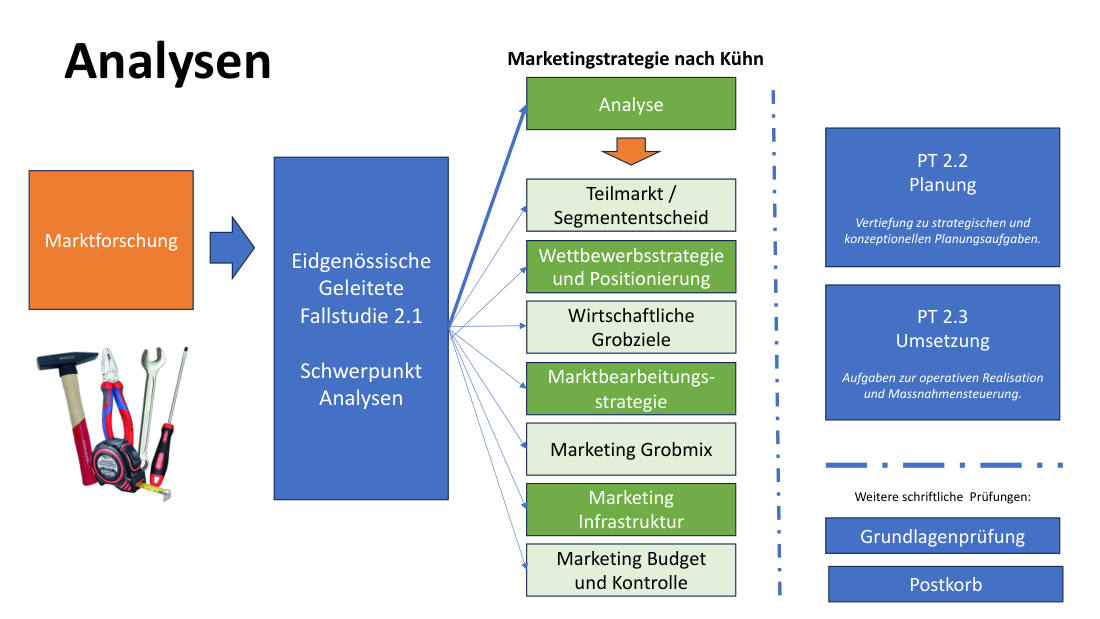 Analysen
Marktforschung
Eidgenössische
Geleitete
Fallstudie 2.1
Schwerpunkt
Analysen
Marketingstrategie nach Kühn
Analyse
Teilmarkt /
Segmententscheid
Wettbewerbsstrategie
und Positionierung
Wirtschaftliche
Grobziele
Marktbearbeitungs-
strategie
Marketing Grobmix
Marketing
Infrastruktur
Marketing Budget
und Kontrolle
PT 2.2
Planung
Vertiefung zu strategischen und
konzeptionellen Planungsaufgaben.
PT 2.3
Umsetzung
Aufgaben zur operativen Realisation
und Massnahmensteuerung.
Weitere schriftliche Prüfungen:
Grundlagenprüfung
Postkorb